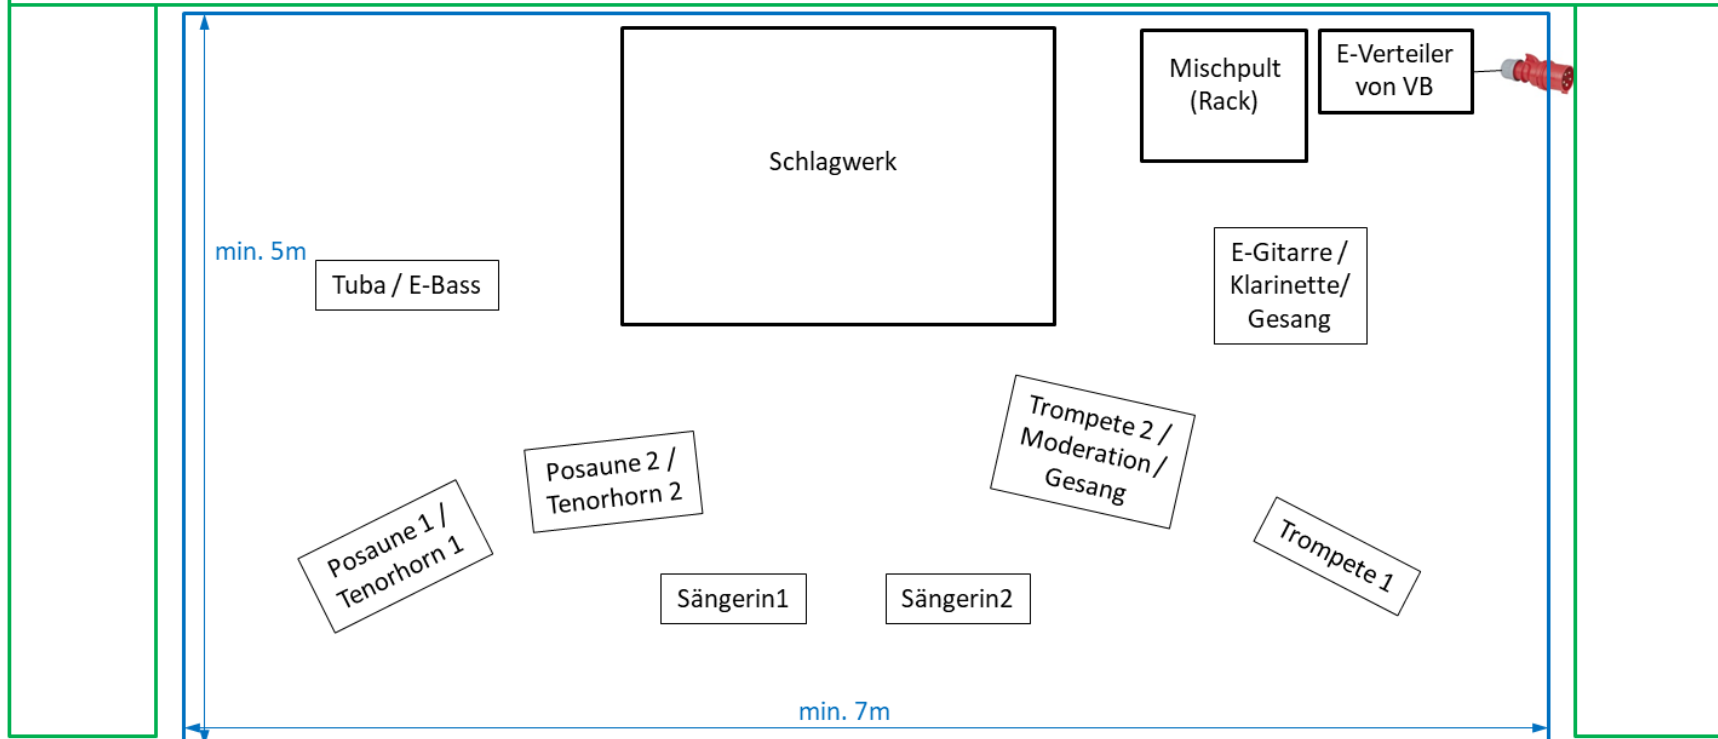 Schlagwerk
Mischpult
(Rack)
E-Verteiler
von VB
min. 5m
Tuba / E-Bass
E-Gitarre /
Klarinette/
Gesang
Trompete 2 /
Moderation /
Gesang
Posaune 2 /
Tenorhorn 2
Posaune 1 /
Tenorhorn 1
Trompete 1
Sängerin1
Sängerin2
min. 7m